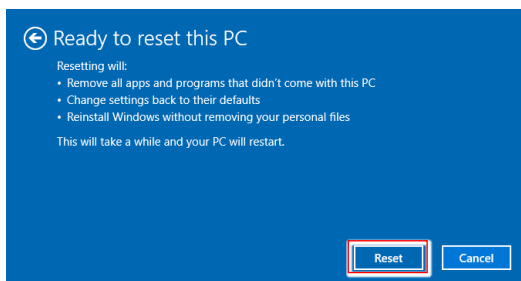 Ready to reset this PC
Resetting will:
• Remove all apps and programs that didn't come with this PC
• Change settings back to their defaults
• Reinstall Windows without removing your personal files
This will take a while and your PC will restart.
Reset Cancel